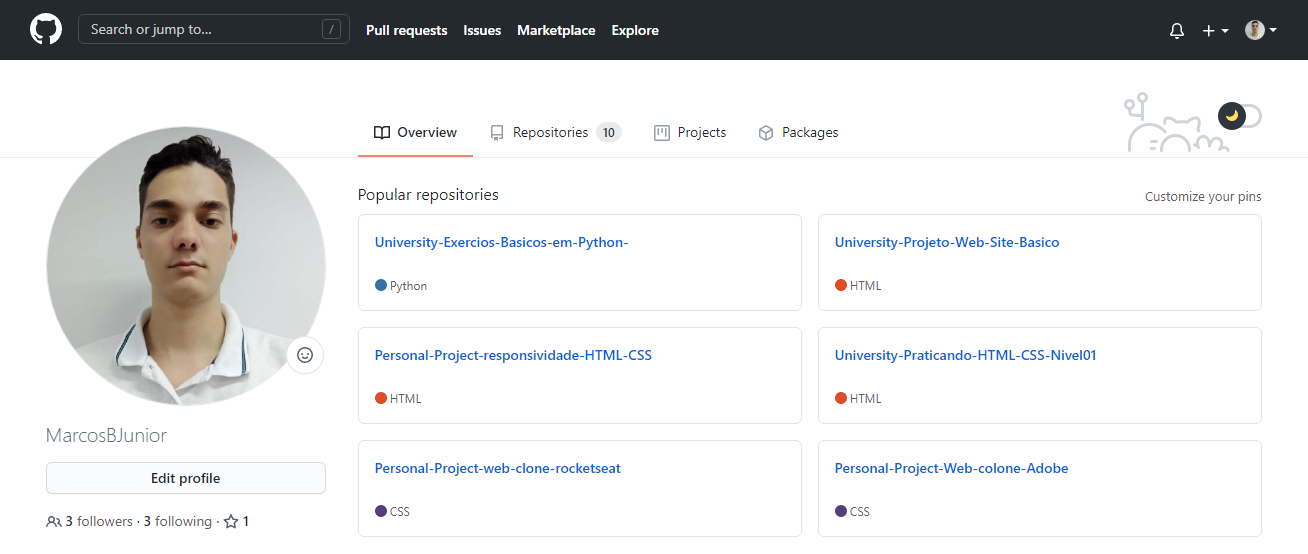 Search or jump to... / Pull requests Issues Marketplace Explore
Overview Repositories 10 Projects Packages
Popular repositories Customize your pins
University-Exercios-Basicos-em-Python- University-Projeto-Web-Site-Basico
Python HTML
Personal-Project-responsividade-HTML-CSS University-Praticando-HTML-CSS-Nivel01
HTML HTML
MarcosBJunior
Personal-Project-web-clone-rocketseat Personal-Project-Web-colone-Adobe
Edit profile
CSS CSS
3 followers · 3 following · 1